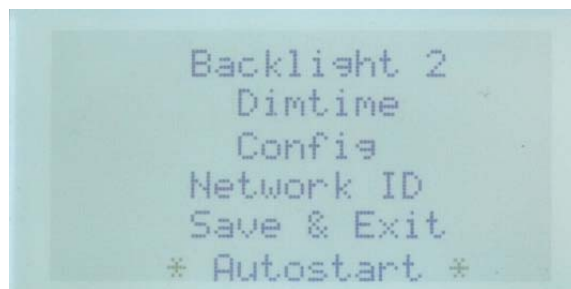 Backlight 2
Dimtime
Config
Network ID
Save & Exit
* Autostart *